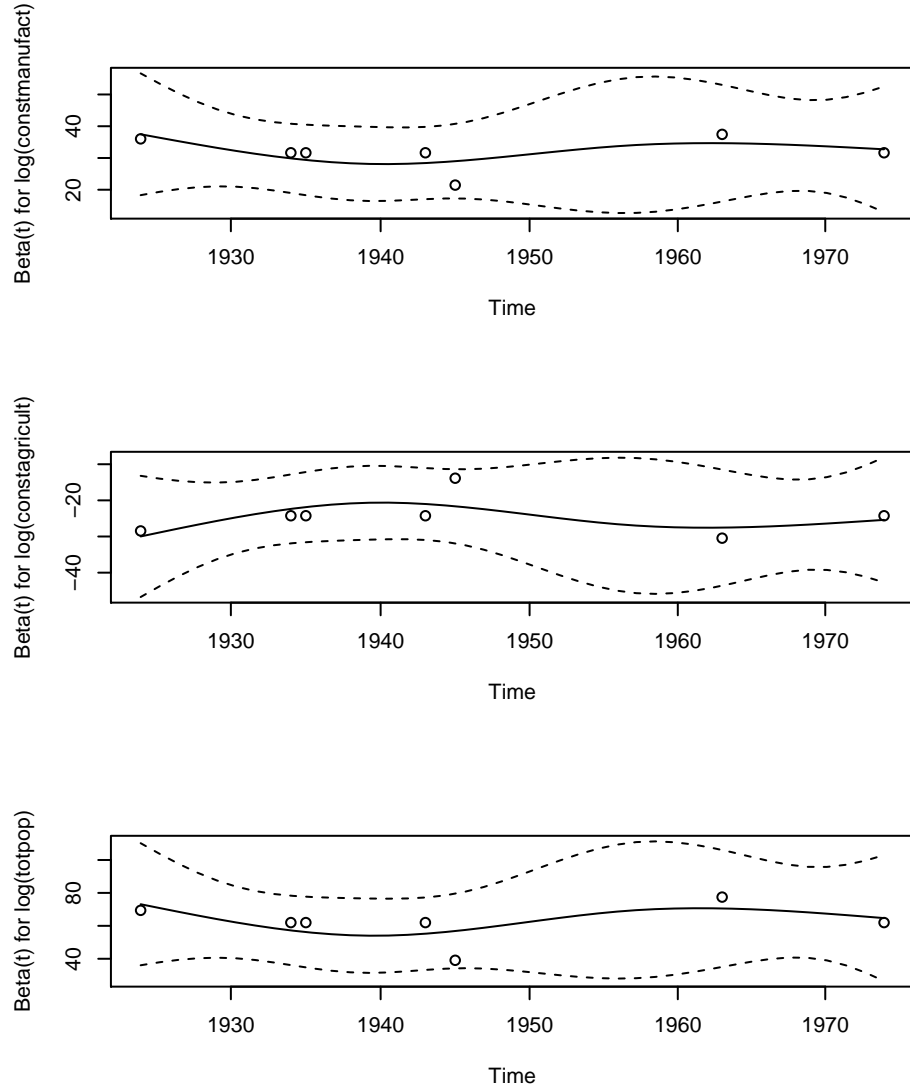 Beta(t) for log(constmanufact)
40
20
1930 1940 1950 1960 1970
Time
Beta(t) for log(constagricult)
−20
−40
1930 1940 1950 1960 1970
Time
Beta(t) for log(totpop)
80
40
1930 1940 1950 1960 1970
Time